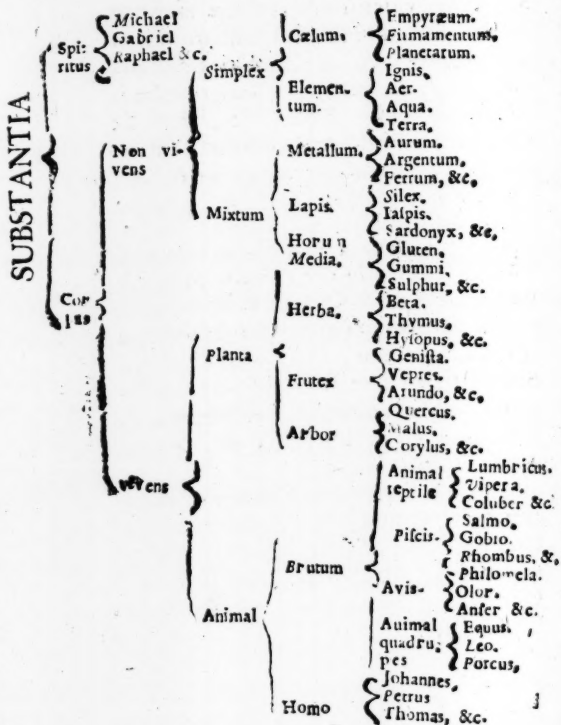 SUBSTANTIA
Spi-
ritus
Michael
Gabriel
Raphael &c.
Cor
pus
Non vi-
vens
Simplex
Cælum.
Empyræum.
Firmamentum.
Planetarum.
Elemen-
tum.
Ignis.
Aer.
Aqua.
Terra.
Mixtum
Metallum.
Aurum.
Argentum.
Ferrum, &c.
Lapis.
Silex.
Iaspis.
Sardonyx, &c.
Horum
Media.
Gluten.
Gummi.
Sulphur, &c.
vivens
Planta
Herba.
Beta.
Thymus.
Hysopus, &c.
Frutex
Genista.
Vepres.
Arundo, &c.
Arbor
Quercus.
Malus.
Corylus, &c.
Animal
Brutum
Animal
reptile
Lumbricus.
Vipera.
Coluber &c.
Piscis.
Salmo.
Gobio.
Rhombus, &.
Avis.
Philomela.
Olor.
Anser &c.
Animal
quadru-
pes
Equus.
Leo.
Porcus,
Homo
Johannes,
Petrus
Thomas, &c.